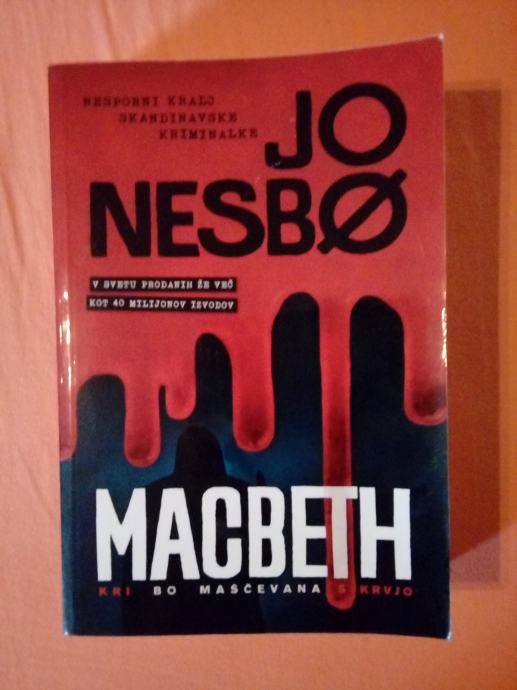 NESPORNI KRALJ
SKANDINAVSKE
KRIMINALKE
JO
NESBØ
V SVETU PRODANIH ŽE VEČ
KOT 40 MILIJONOV IZVODOV
MACBETH
KRI BO MAŠČEVANA S KRVJO